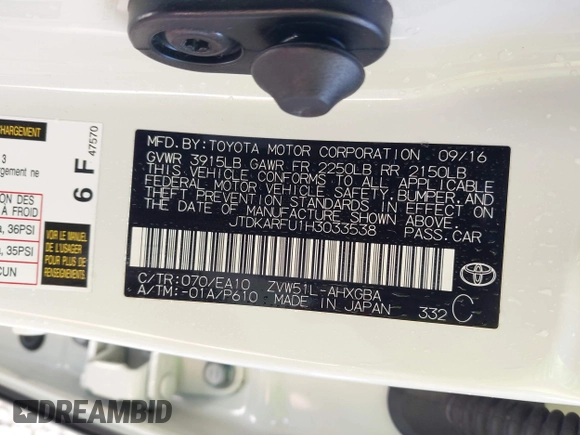 HARGEMENT
3
rgement ne
6 F
47570
ION DES
À FROID
a, 36PSI
a, 35PSI
CUN
VOIR LE MANUEL
DE L'USAGER
POUR PLUS DE
RENSEIGNEMENTS
MFD.BY:TOYOTA MOTOR CORPORATION 09/16
GVWR 3915LB GAWR FR 2250LB RR 2150LB
THIS VEHICLE CONFORMS TO ALL APPLICABLE
FEDERAL MOTOR VEHICLE SAFETY, BUMPER, AND
THEFT PREVENTION STANDARDS IN EFFECT ON
THE DATE OF MANUFACTURE SHOWN ABOVE.
JTDKARFU1H3033538 PASS.CAR
C/TR:070/EA10 ZVW51L-AHXGBA
A/TM:-01A/P610 MADE IN JAPAN 332 C
TOYOTA
DREAMBID